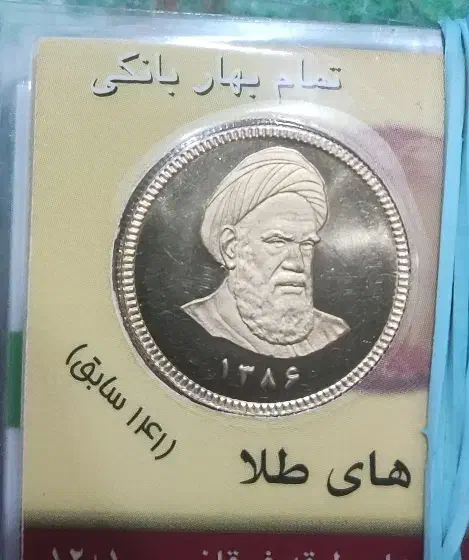 تمام بهار بانکی
۱۳۸۶
(۱۴۱ سابق)
های طلا